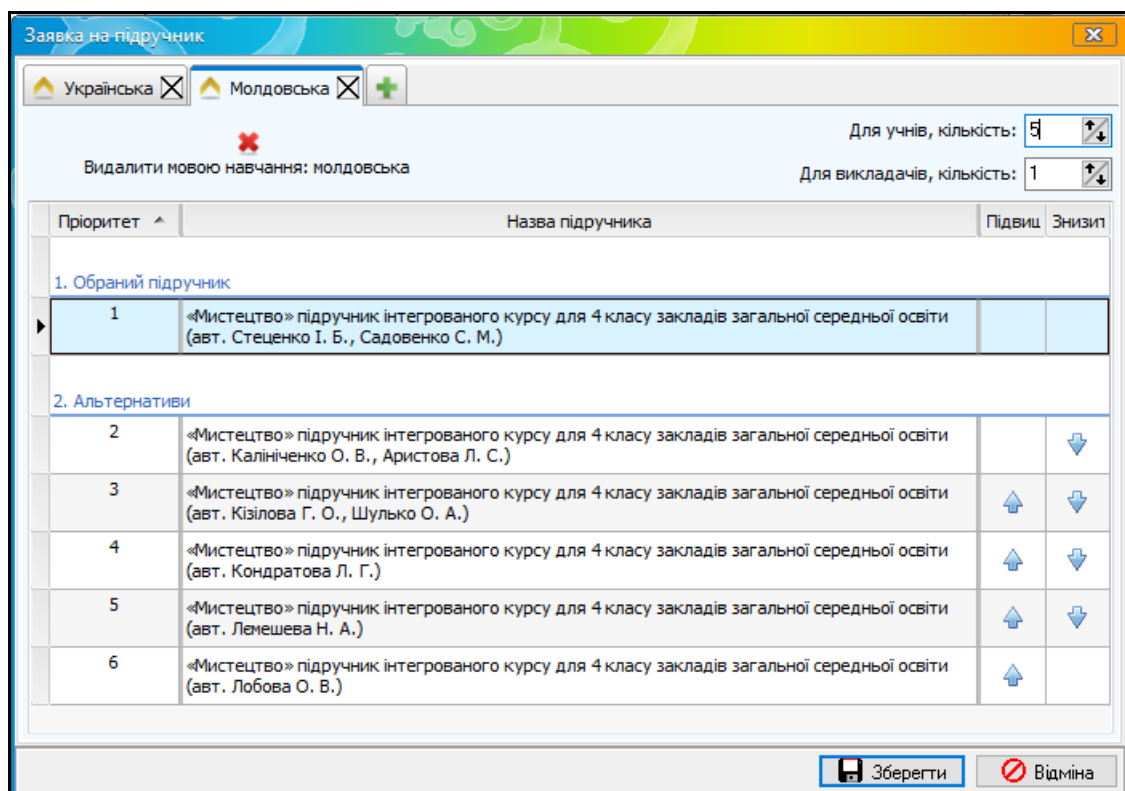 Заявка на підручник
Українська Молдовська
Для учнів, кількість: 5
Видалити мовою навчання: молдовська
Для викладачів, кількість: 1
Пріоритет Назва підручника Підвищ Знизит
1. Обраний підручник
1 «Мистецтво» підручник інтегрованого курсу для 4 класу закладів загальної середньої освіти
(авт. Стеценко І. Б., Садовенко С. М.)
2. Альтернативи
2 «Мистецтво» підручник інтегрованого курсу для 4 класу закладів загальної середньої освіти
(авт. Калініченко О. В., Аристова Л. С.)
3 «Мистецтво» підручник інтегрованого курсу для 4 класу закладів загальної середньої освіти
(авт. Кізілова Г. О., Шулько О. А.)
4 «Мистецтво» підручник інтегрованого курсу для 4 класу закладів загальної середньої освіти
(авт. Кондратова Л. Г.)
5 «Мистецтво» підручник інтегрованого курсу для 4 класу закладів загальної середньої освіти
(авт. Лємешева Н. А.)
6 «Мистецтво» підручник інтегрованого курсу для 4 класу закладів загальної середньої освіти
(авт. Лобова О. В.)
Зберегти Відміна